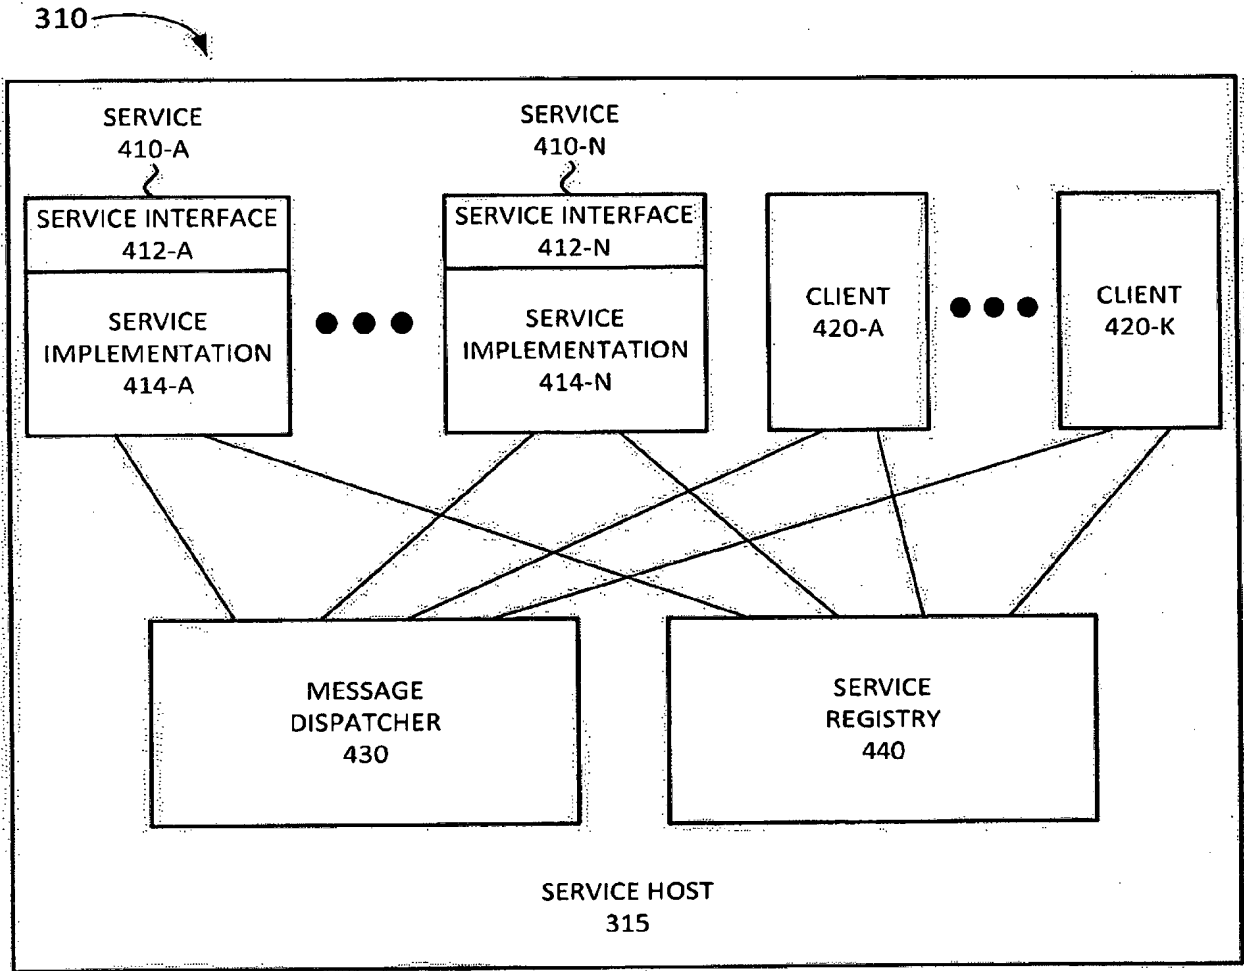 310
SERVICE
410-A
SERVICE
410-N
SERVICE INTERFACE
412-A
SERVICE IMPLEMENTATION
414-A
SERVICE INTERFACE
412-N
SERVICE IMPLEMENTATION
414-N
CLIENT
420-A
CLIENT
420-K
MESSAGE
DISPATCHER
430
SERVICE
REGISTRY
440
SERVICE HOST
315